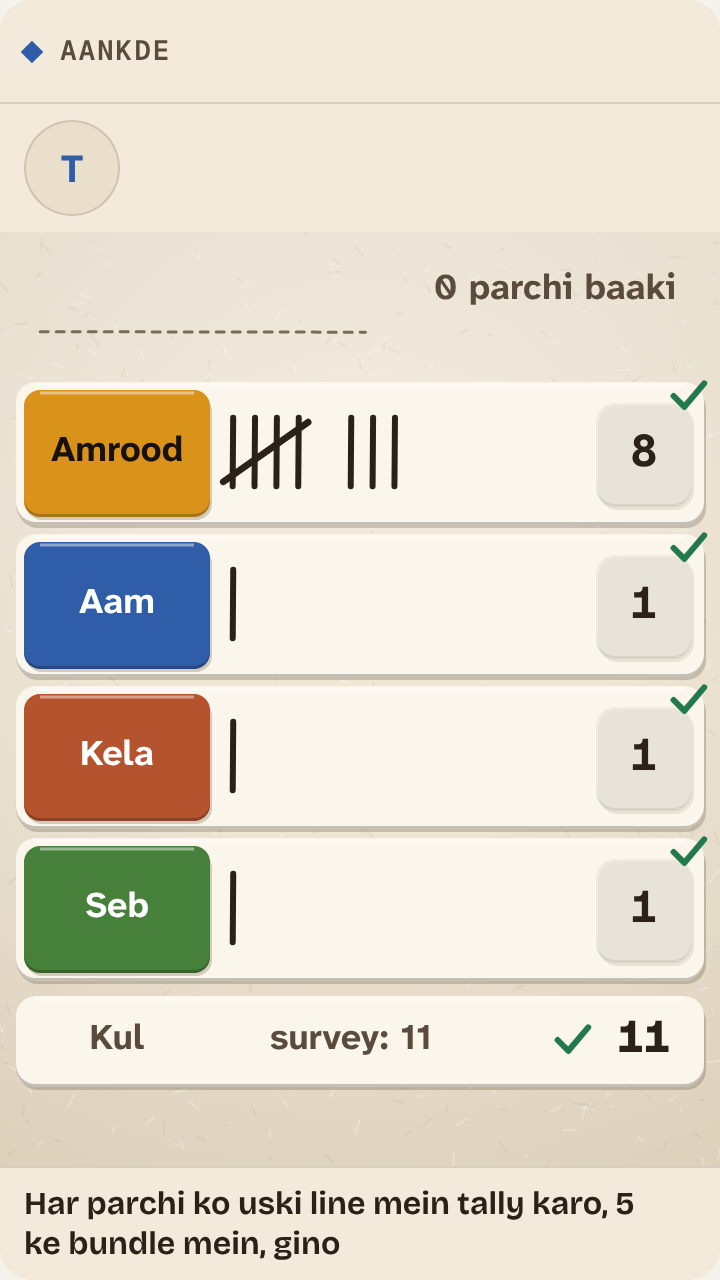 AANKDE
T
0 parchi baaki
Amrood 8
Aam 1
Kela 1
Seb 1
Kul survey: 11 11
Har parchi ko uski line mein tally karo, 5
ke bundle mein, gino